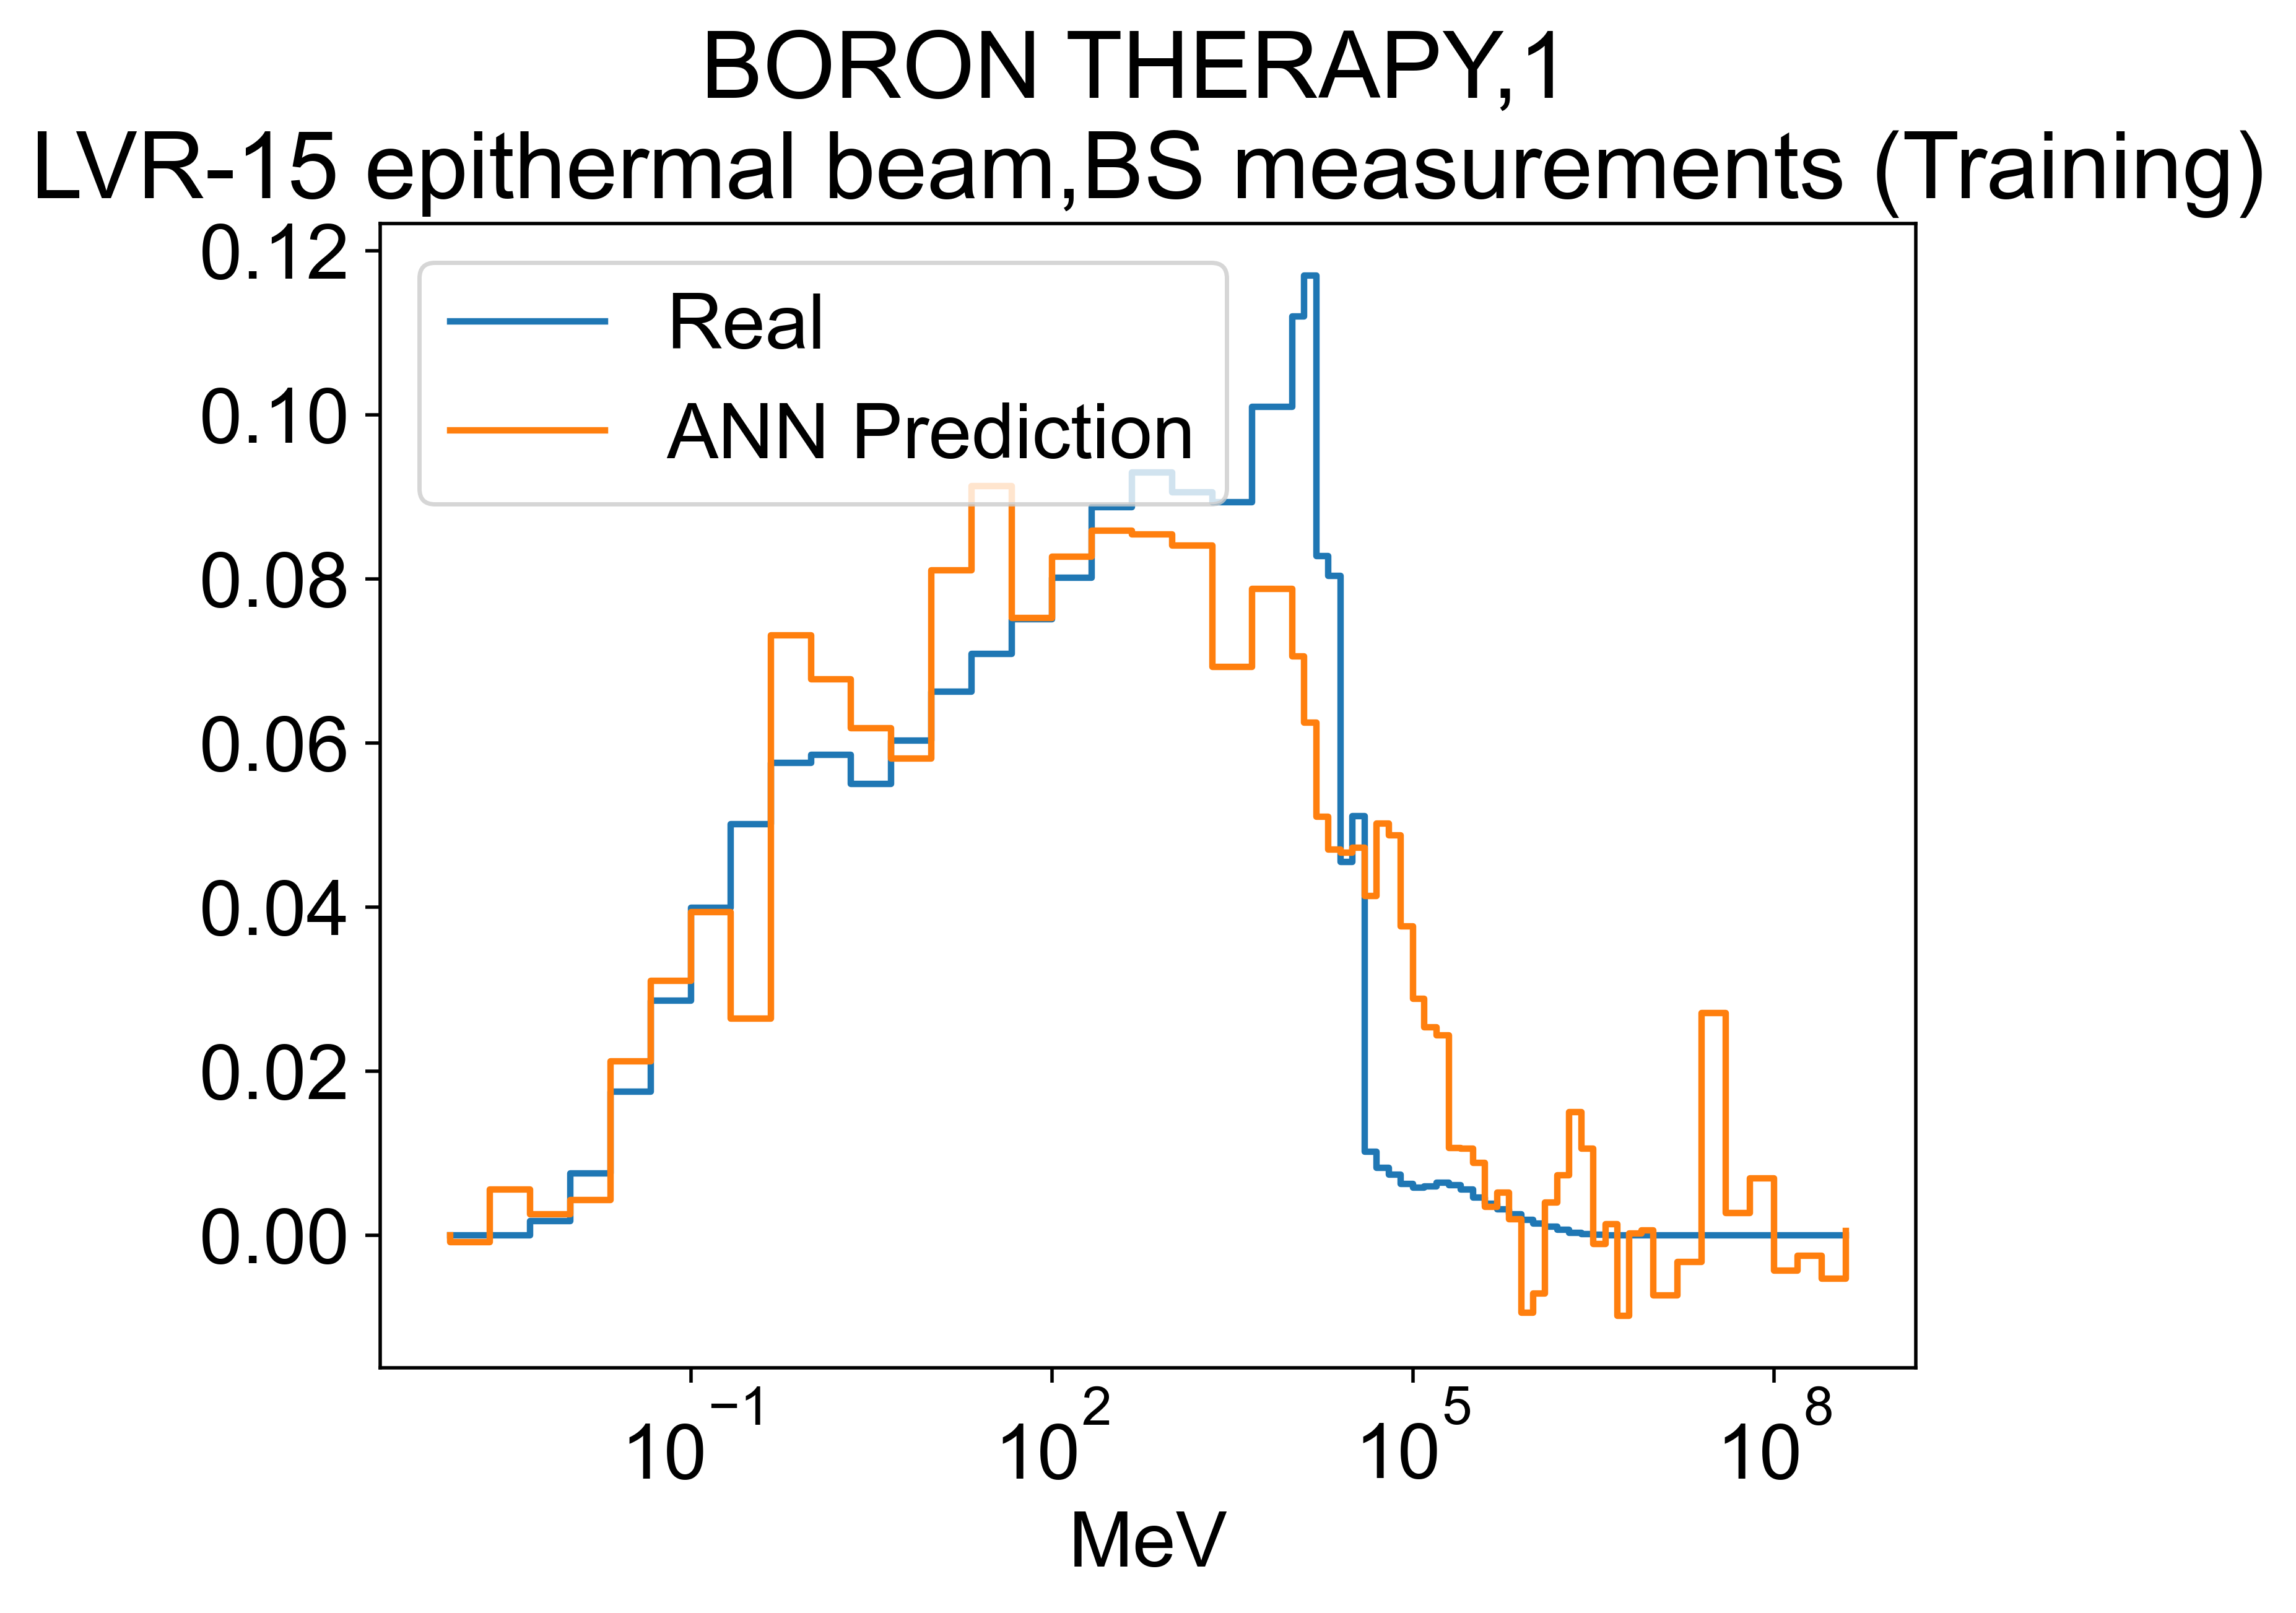 BORON THERAPY,1
LVR-15 epithermal beam,BS measurements (Training)
0.12
0.10
0.08
0.06
0.04
0.02
0.00
Real
ANN Prediction
10^−1 10^2 10^5 10^8
MeV